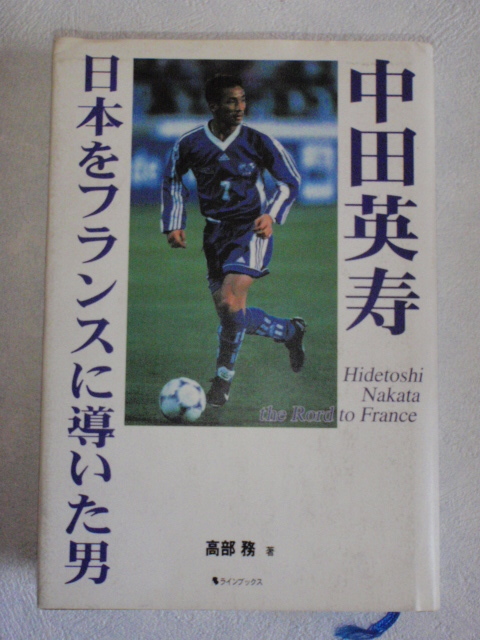 中田英寿
日本をフランスに導いた男
Hidetoshi
Nakata
the Road to France
高部 務 著
ラインブックス